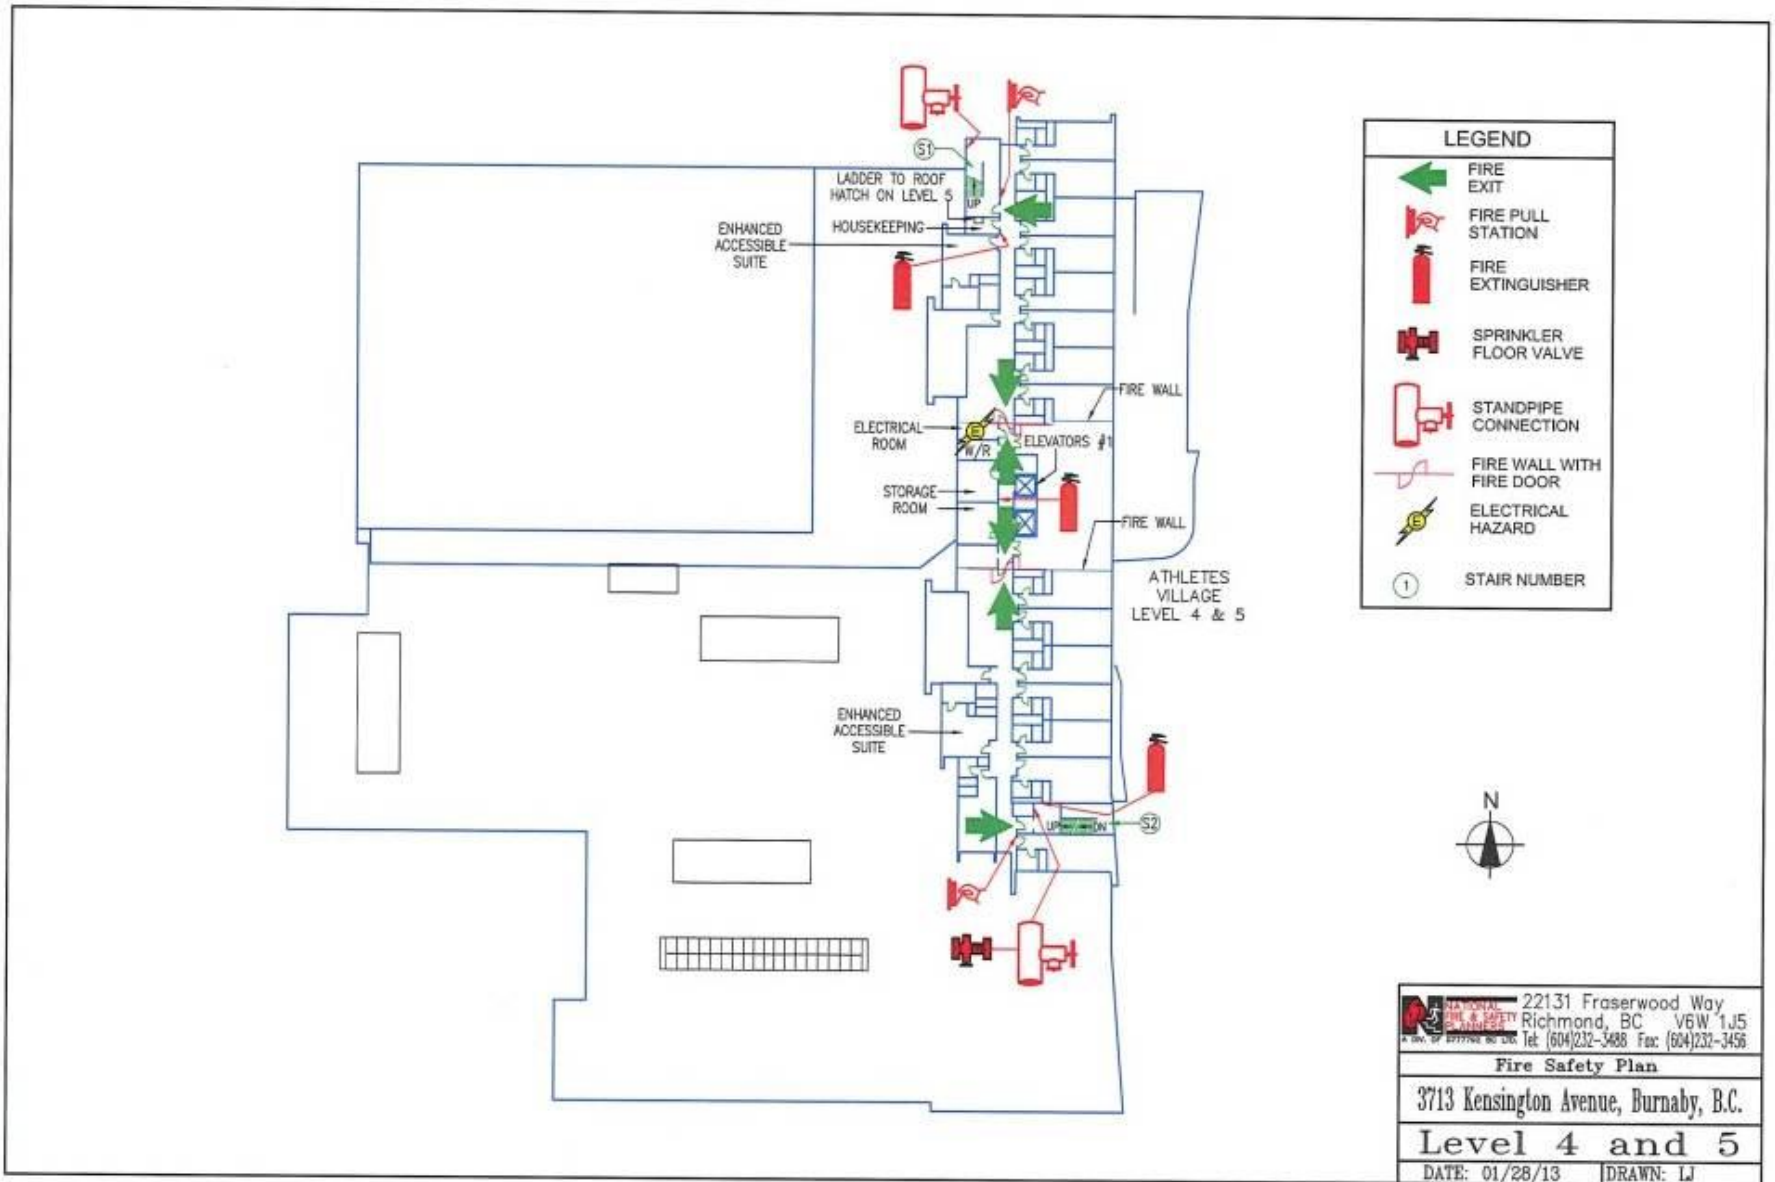 S1
LADDER TO ROOF
HATCH ON LEVEL 5
UP
HOUSEKEEPING
ENHANCED
ACCESSIBLE
SUITE
FIRE WALL
ELECTRICAL
ROOM
E
W/R
ELEVATORS #1
STORAGE
ROOM
FIRE WALL
ATHLETES
VILLAGE
LEVEL 4 & 5
ENHANCED
ACCESSIBLE
SUITE
UP
DN
S2
LEGEND
FIRE
EXIT
FIRE PULL
STATION
FIRE
EXTINGUISHER
SPRINKLER
FLOOR VALVE
STANDPIPE
CONNECTION
FIRE WALL WITH
FIRE DOOR
E
ELECTRICAL
HAZARD
1
STAIR NUMBER
N
NATIONAL
FIRE & SAFETY
PLANNERS
22131 Fraserwood Way
Richmond, BC V6W 1J5
Tel: (604)232-3488 Fax: (604)232-3456
Fire Safety Plan
3713 Kensington Avenue, Burnaby, B.C.
Level 4 and 5
DATE: 01/28/13
DRAWN: LJ